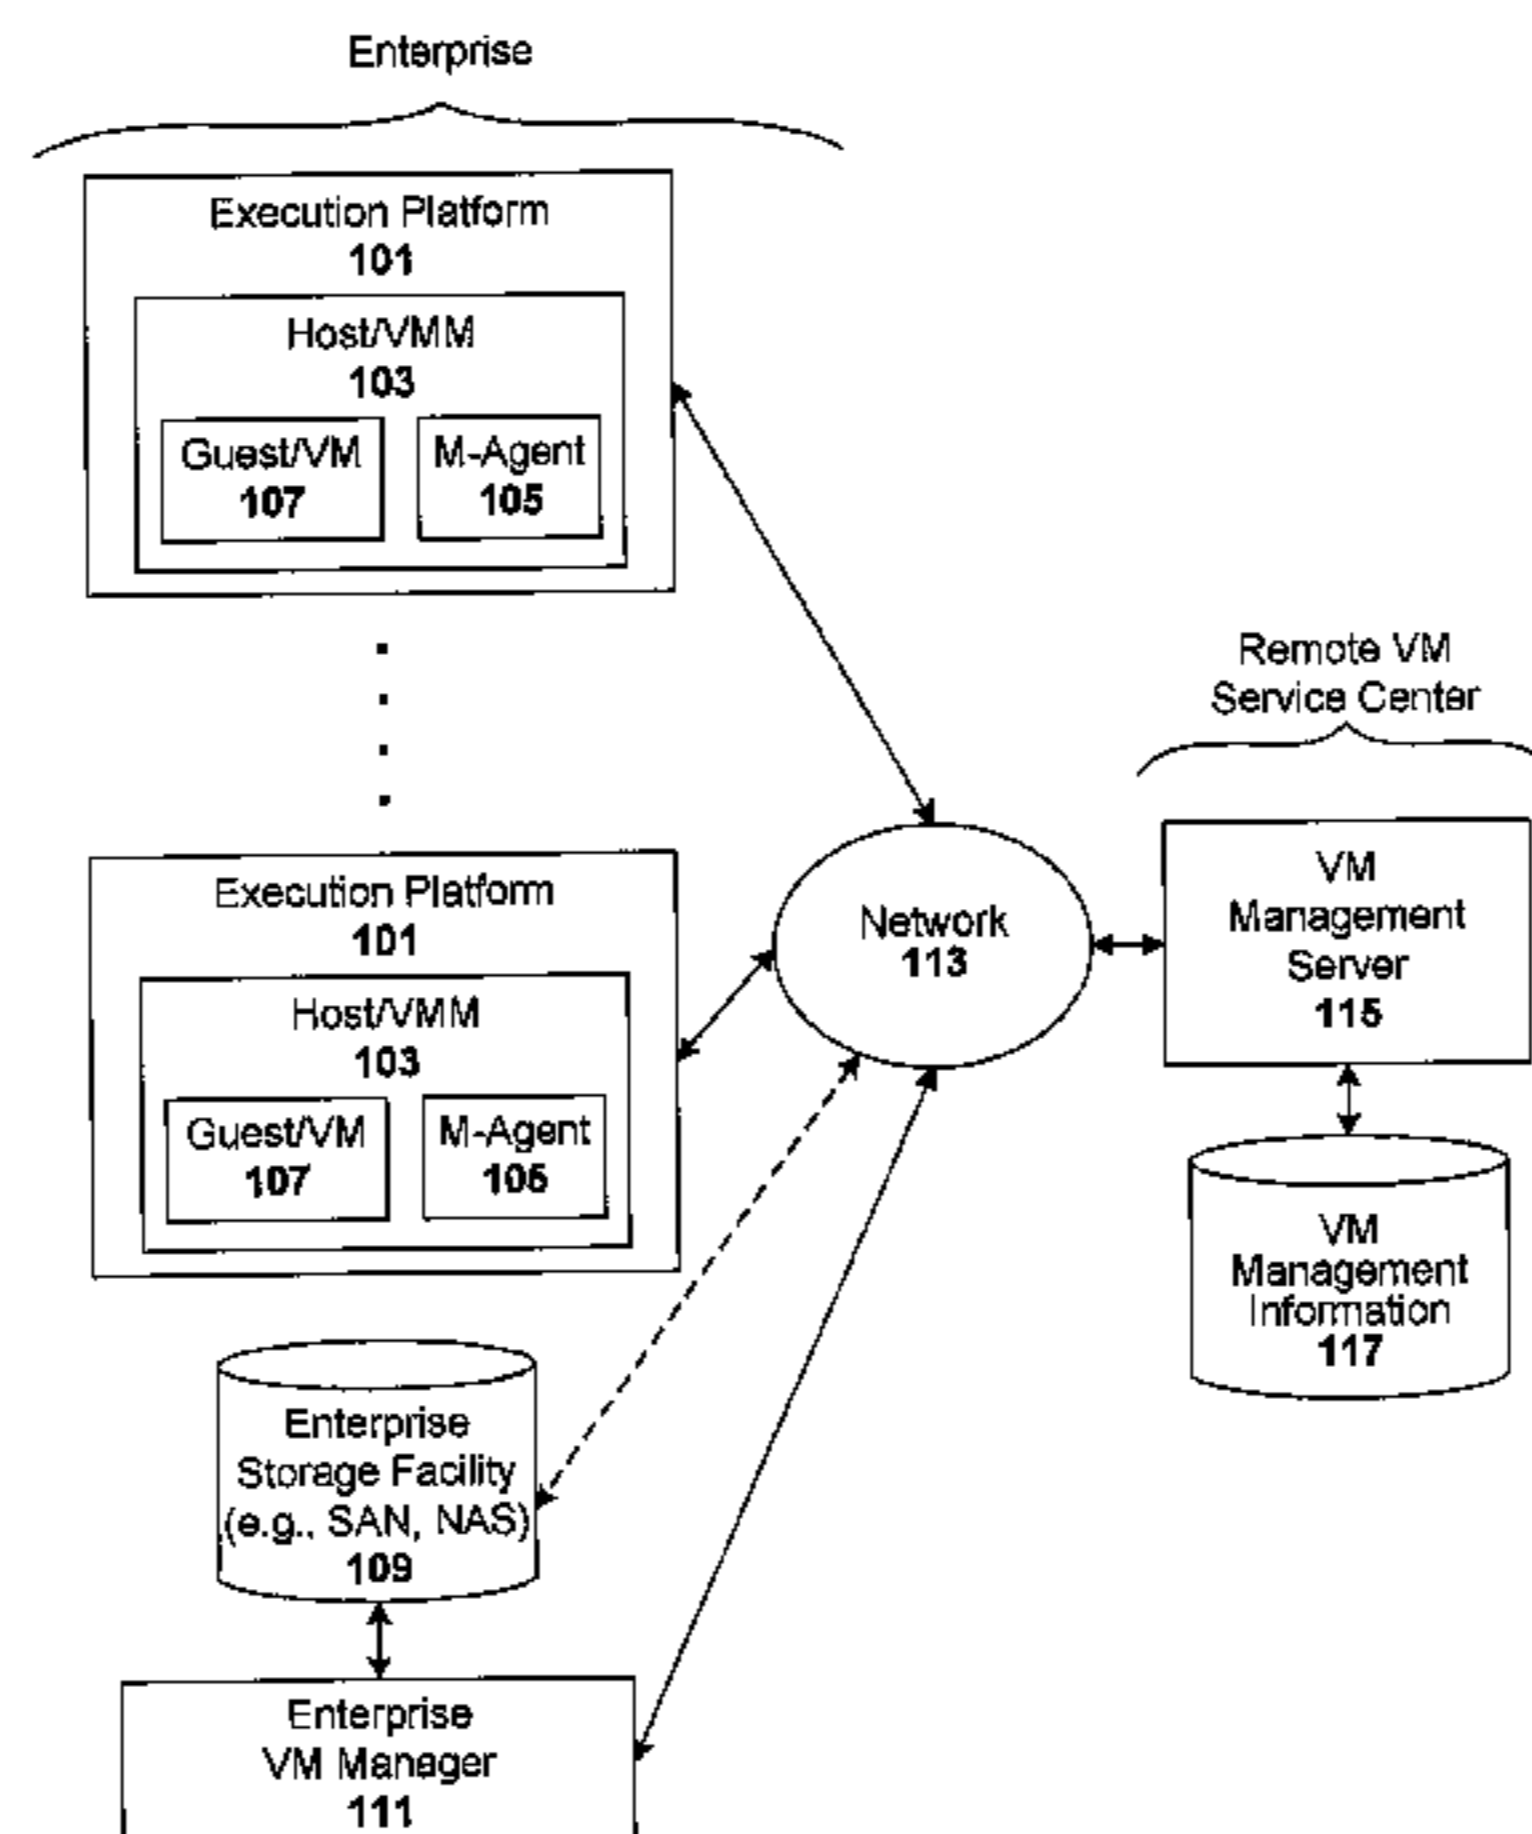 Enterprise
Execution Platform
101
Host/VMM
103
Guest/VM
107
M-Agent
105
Remote VM
Service Center
Execution Platform
101
Host/VMM
103
Guest/VM
107
M-Agent
105
Network
113
VM
Management
Server
115
VM
Management
Information
117
Enterprise
Storage Facility
(e.g., SAN, NAS)
109
Enterprise
VM Manager
111